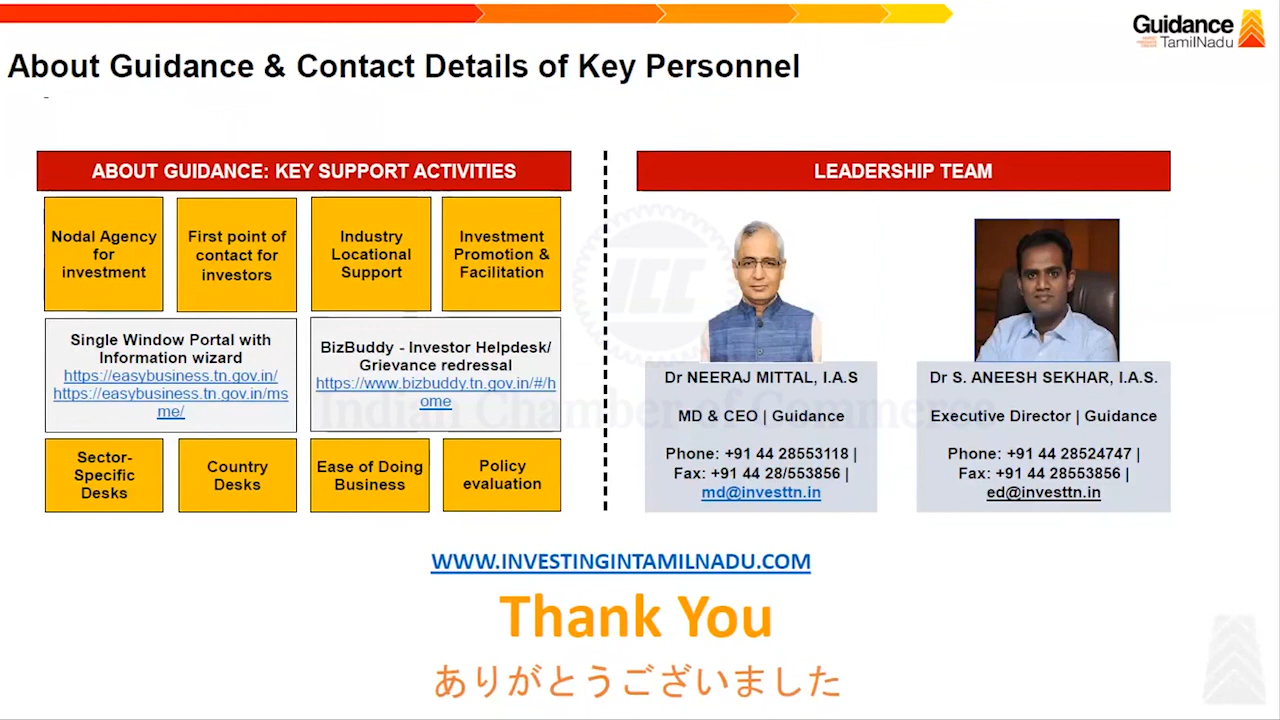 Guidance
TamilNadu
About Guidance & Contact Details of Key Personnel
ABOUT GUIDANCE: KEY SUPPORT ACTIVITIES
Nodal Agency
for
investment
First point of
contact for
investors
Industry
Locational
Support
Investment
Promotion &
Facilitation
Single Window Portal with
Information wizard
https://easybusiness.tn.gov.in/
https://easybusiness.tn.gov.in/ms
me/
BizBuddy - Investor Helpdesk/
Grievance redressal
https://www.bizbuddy.tn.gov.in/#/h
ome
Sector-
Specific
Desks
Country
Desks
Ease of Doing
Business
Policy
evaluation
LEADERSHIP TEAM
Dr NEERAJ MITTAL, I.A.S
MD & CEO | Guidance
Phone: +91 44 28553118 |
Fax: +91 44 28/553856 |
md@investtn.in
Dr S. ANEESH SEKHAR, I.A.S.
Executive Director | Guidance
Phone: +91 44 28524747 |
Fax: +91 44 28553856 |
ed@investtn.in
ICC
Indian Chamber of Commerce
WWW.INVESTINGINTAMILNADU.COM
Thank You
ありがとうございました